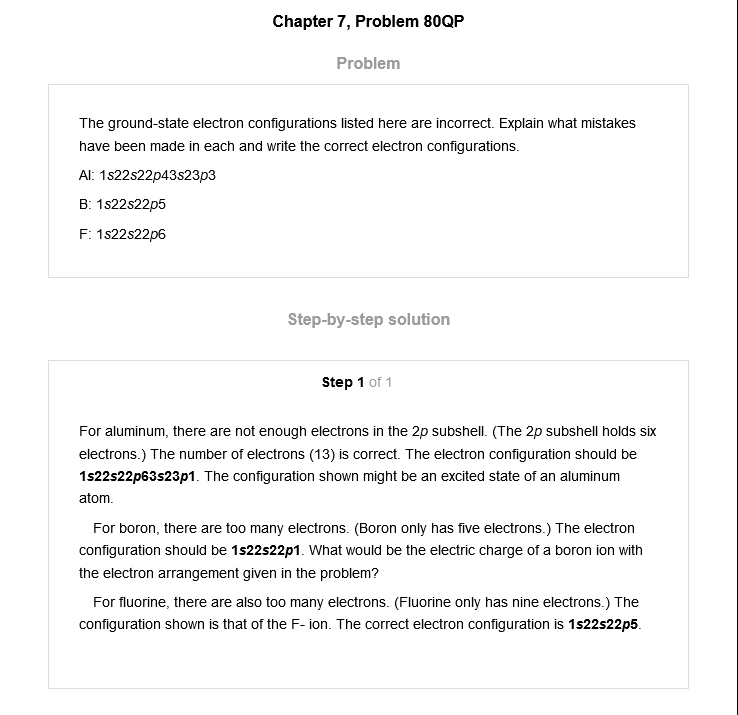 Chapter 7, Problem 80QP
Problem
The ground-state electron configurations listed here are incorrect. Explain what mistakes
have been made in each and write the correct electron configurations.
Al: 1s22s22p43s23p3
B: 1s22s22p5
F: 1s22s22p6
Step-by-step solution
Step 1 of 1
For aluminum, there are not enough electrons in the 2p subshell. (The 2p subshell holds six
electrons.) The number of electrons (13) is correct. The electron configuration should be
1s22s22p63s23p1. The configuration shown might be an excited state of an aluminum
atom.
For boron, there are too many electrons. (Boron only has five electrons.) The electron
configuration should be 1s22s22p1. What would be the electric charge of a boron ion with
the electron arrangement given in the problem?
For fluorine, there are also too many electrons. (Fluorine only has nine electrons.) The
configuration shown is that of the F- ion. The correct electron configuration is 1s22s22p5.